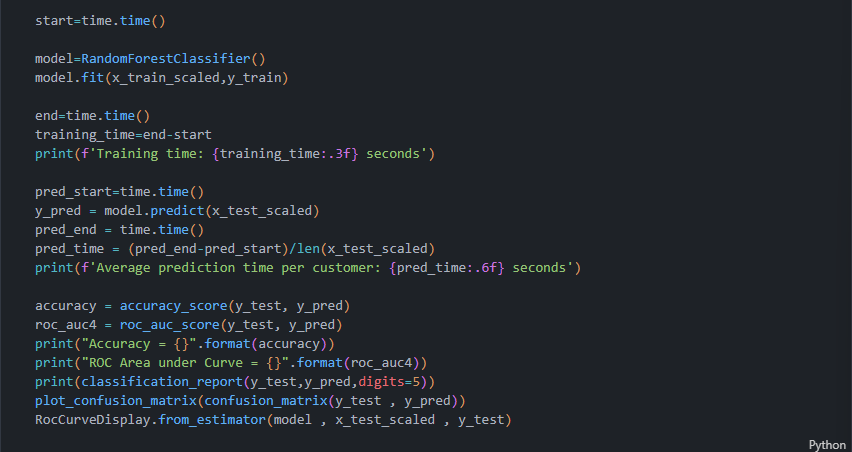 start=time.time()
model=RandomForestClassifier()
model.fit(x_train_scaled,y_train)
end=time.time()
training_time=end-start
print(f'Training time: {training_time:.3f} seconds')
pred_start=time.time()
y_pred = model.predict(x_test_scaled)
pred_end = time.time()
pred_time = (pred_end-pred_start)/len(x_test_scaled)
print(f'Average prediction time per customer: {pred_time:.6f} seconds')
accuracy = accuracy_score(y_test, y_pred)
roc_auc4 = roc_auc_score(y_test, y_pred)
print("Accuracy = {}".format(accuracy))
print("ROC Area under Curve = {}".format(roc_auc4))
print(classification_report(y_test,y_pred,digits=5))
plot_confusion_matrix(confusion_matrix(y_test , y_pred))
RocCurveDisplay.from_estimator(model , x_test_scaled , y_test)
Python